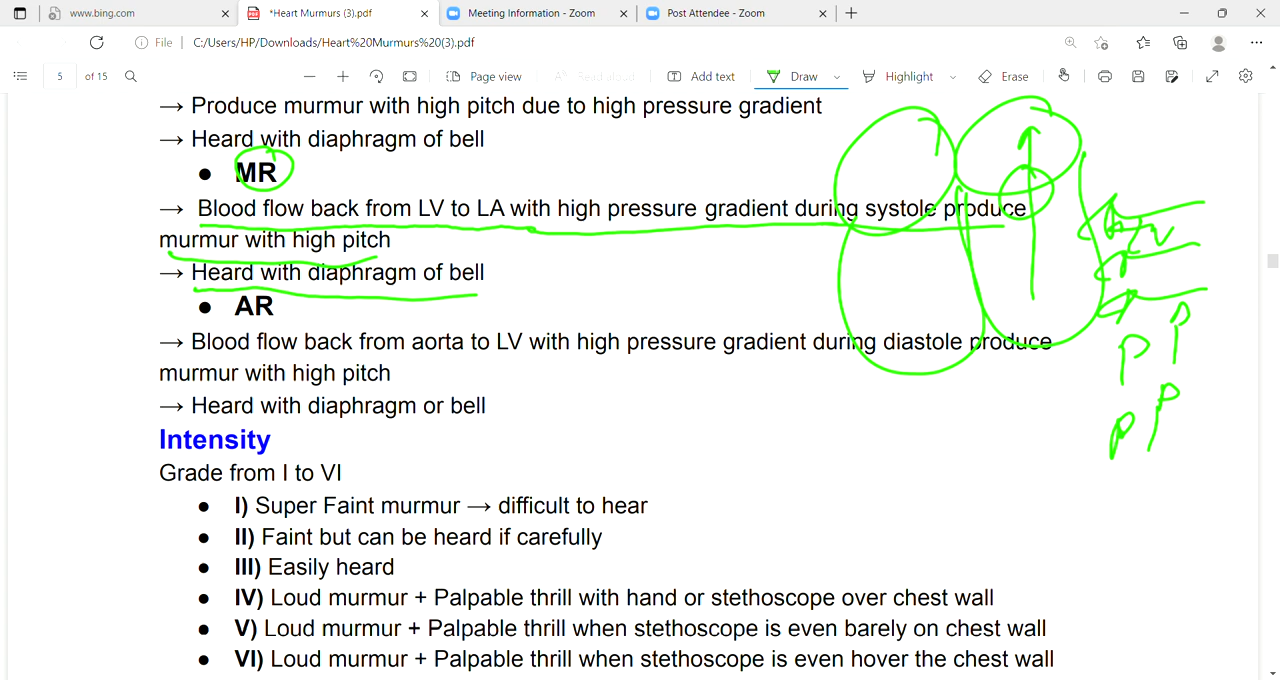 www.bing.com
*Heart Murmurs (3).pdf
Meeting Information - Zoom
Post Attendee - Zoom
File | C:/Users/HP/Downloads/Heart%20Murmurs%20(3).pdf
5 of 15
Page view
Read aloud
Add text
Draw
Highlight
Erase
→ Produce murmur with high pitch due to high pressure gradient
→ Heard with diaphragm of bell
● MR
→ Blood flow back from LV to LA with high pressure gradient during systole produce
murmur with high pitch
→ Heard with diaphragm of bell
● AR
→ Blood flow back from aorta to LV with high pressure gradient during diastole produce
murmur with high pitch
→ Heard with diaphragm or bell
P P
P P
Intensity
Grade from I to VI
● I) Super Faint murmur → difficult to hear
● II) Faint but can be heard if carefully
● III) Easily heard
● IV) Loud murmur + Palpable thrill with hand or stethoscope over chest wall
● V) Loud murmur + Palpable thrill when stethoscope is even barely on chest wall
● VI) Loud murmur + Palpable thrill when stethoscope is even hover the chest wall